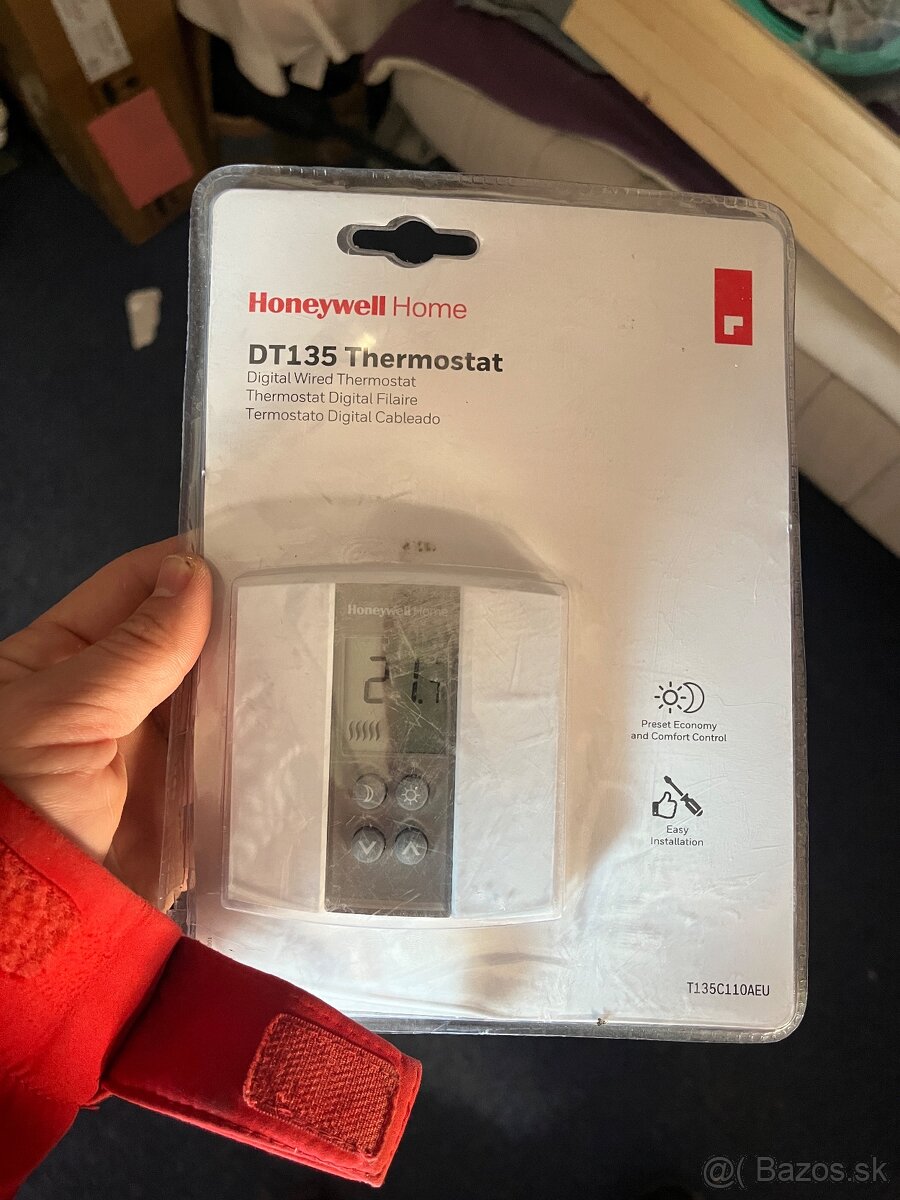 Honeywell Home
DT135 Thermostat
Digital Wired Thermostat
Thermostat Digital Filaire
Termostato Digital Cableado
Honeywell Home
21.7
Preset Economy
and Comfort Control
Easy
Installation
T135C110AEU
@( Bazos.sk